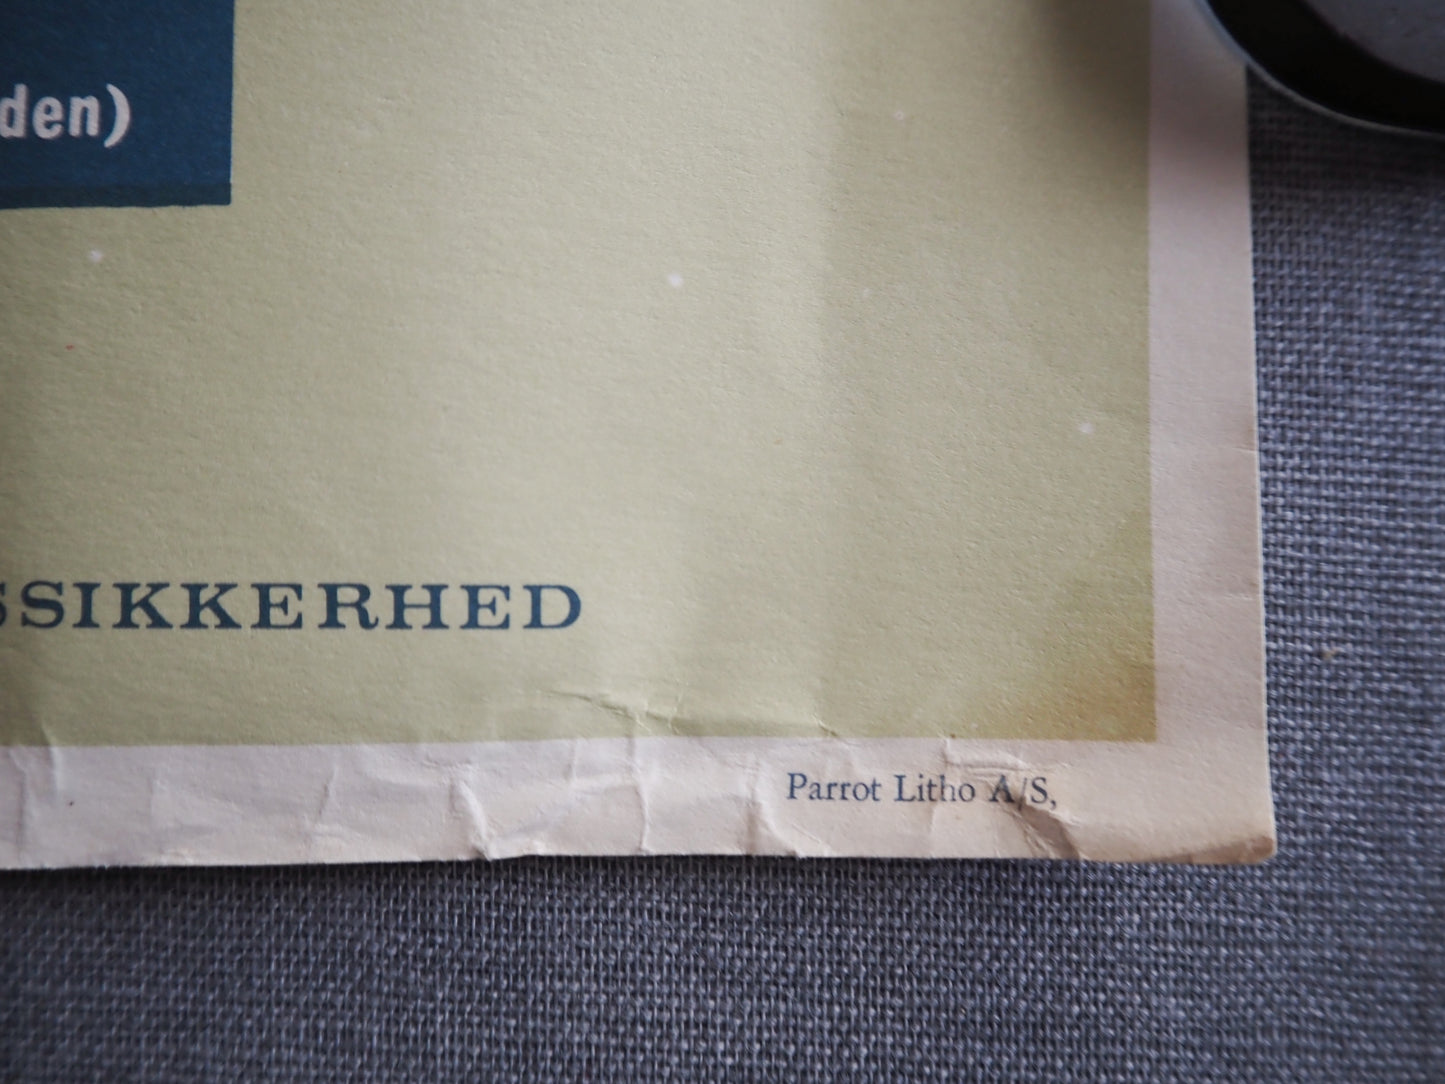 den)
SSIKKERHED
Parrot Litho A/S,